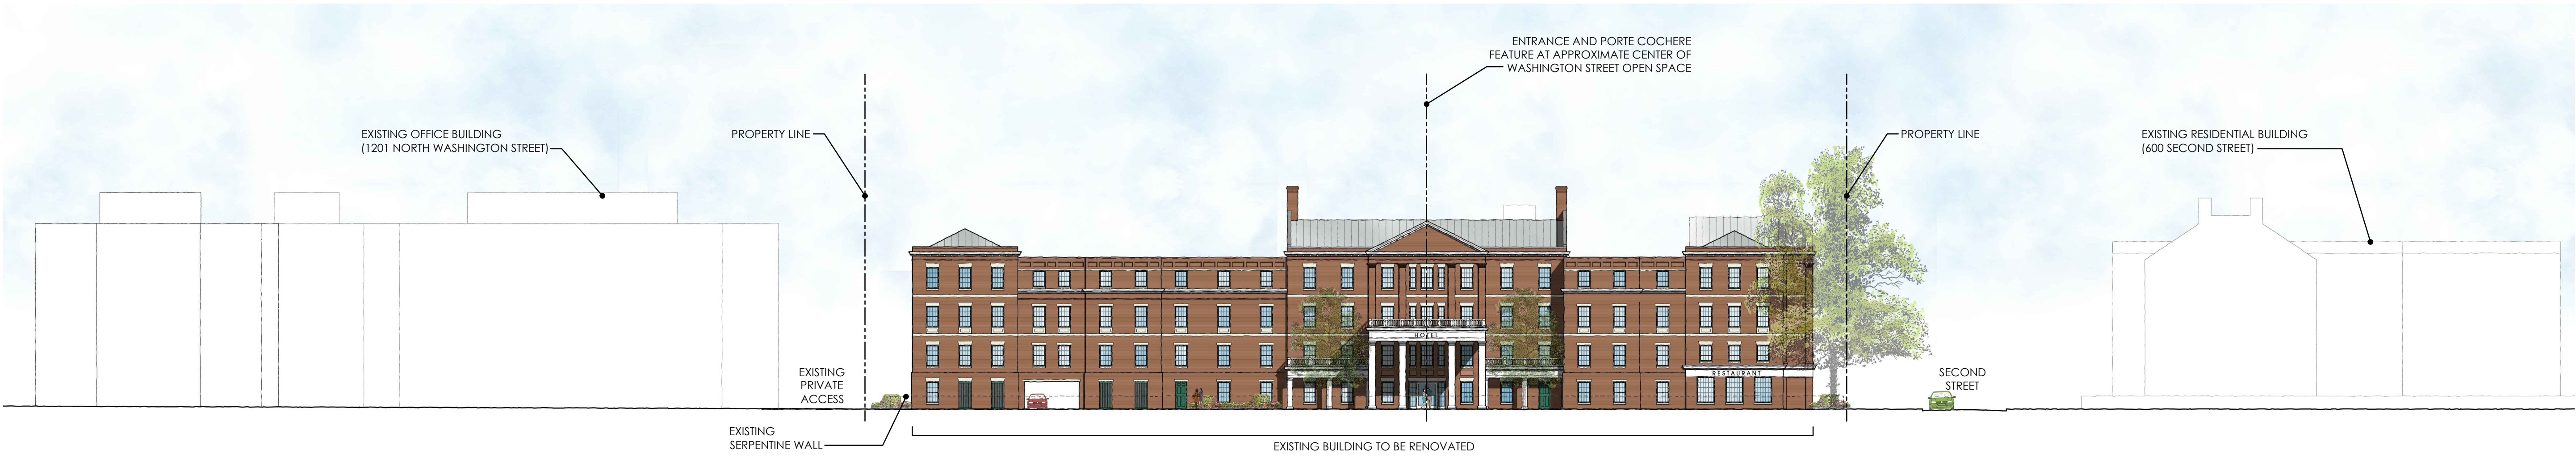 ENTRANCE AND PORTE COCHERE
FEATURE AT APPROXIMATE CENTER OF
WASHINGTON STREET OPEN SPACE
EXISTING OFFICE BUILDING
(1201 NORTH WASHINGTON STREET)
PROPERTY LINE
PROPERTY LINE
EXISTING RESIDENTIAL BUILDING
(600 SECOND STREET)
HOTEL
RESTAURANT
EXISTING
PRIVATE
ACCESS
SECOND
STREET
EXISTING
SERPENTINE WALL
EXISTING BUILDING TO BE RENOVATED